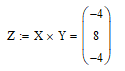 Z := X × Y = (
-4
8
-4
)